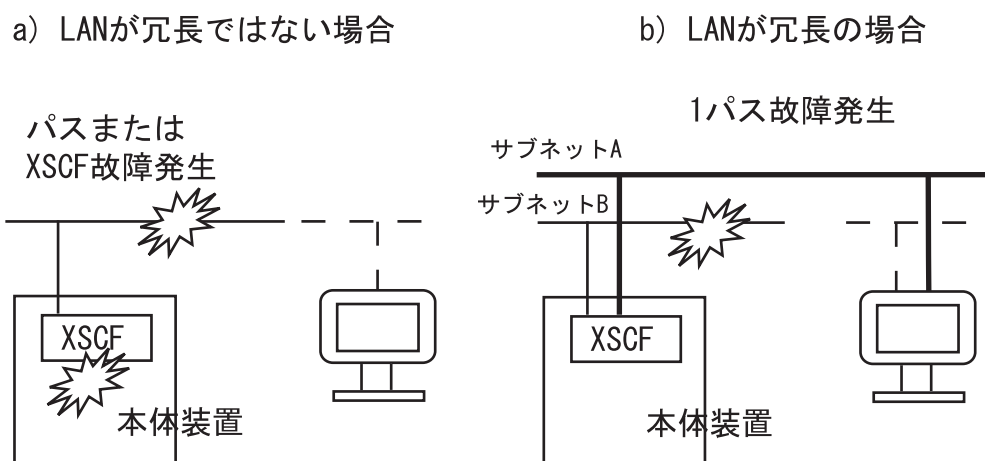 a) LANが冗長ではない場合
パスまたは
XSCF故障発生
XSCF
本体装置
b) LANが冗長の場合
1パス故障発生
サブネットA
サブネットB
XSCF
本体装置